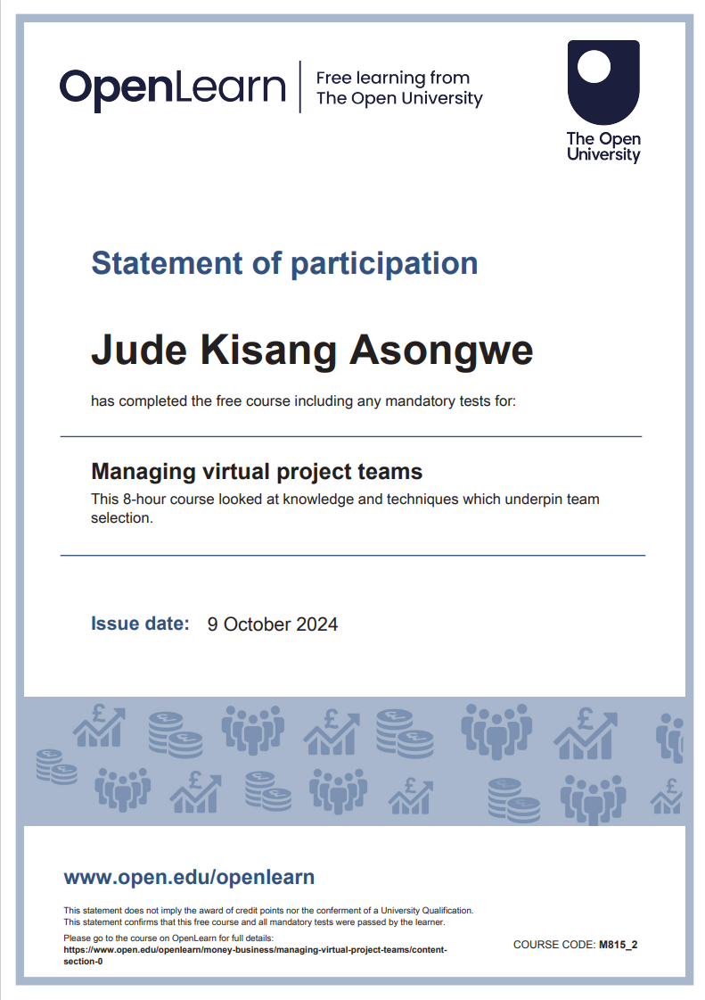 OpenLearn
Free learning from
The Open University
The Open
University
Statement of participation
Jude Kisang Asongwe
has completed the free course including any mandatory tests for:
Managing virtual project teams
This 8-hour course looked at knowledge and techniques which underpin team
selection.
Issue date: 9 October 2024
www.open.edu/openlearn
This statement does not imply the award of credit points nor the conferment of a University Qualification.
This statement confirms that this free course and all mandatory tests were passed by the learner.
Please go to the course on OpenLearn for full details:
https://www.open.edu/openlearn/money-business/managing-virtual-project-teams/content-
section-0
COURSE CODE: M815_2